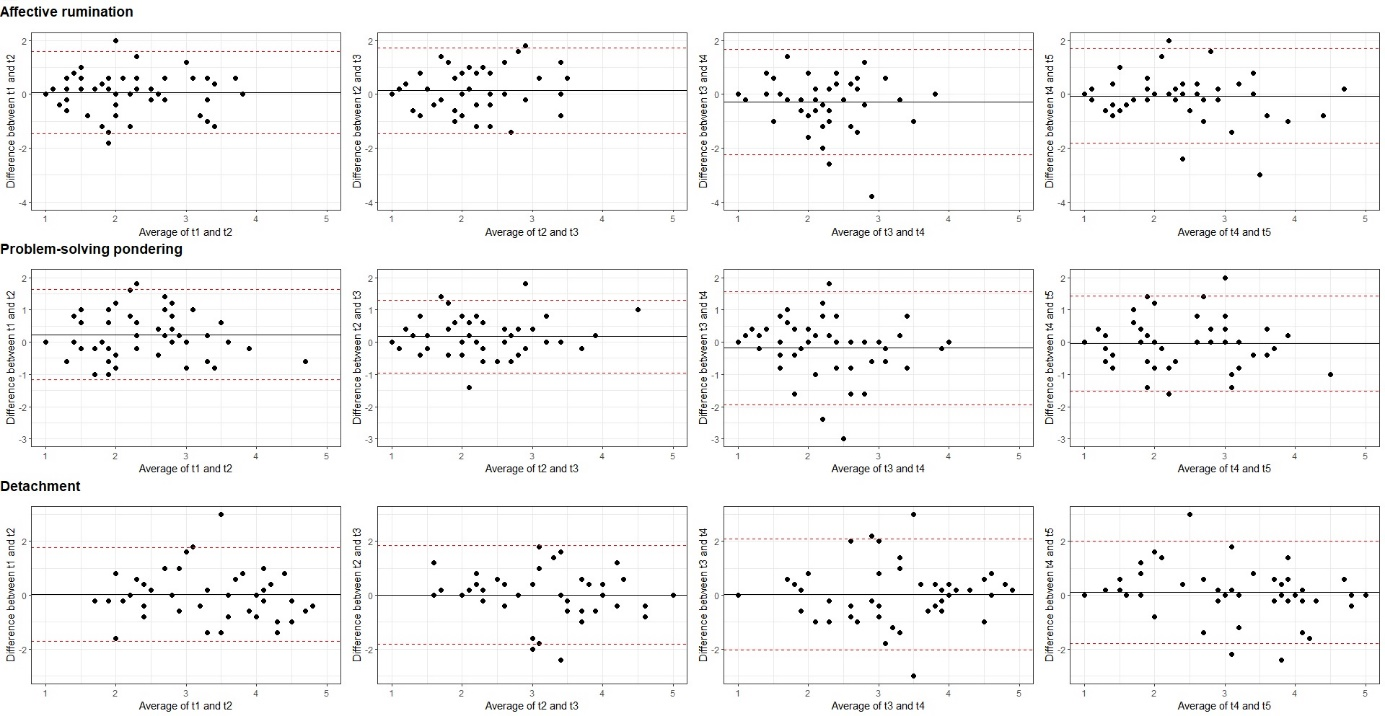 Affective rumination
Difference between t1 and t2
2
0
-2
-4
1 2 3 4 5
Average of t1 and t2
Difference between t2 and t3
2
0
-2
-4
1 2 3 4 5
Average of t2 and t3
Difference between t3 and t4
2
0
-2
-4
1 2 3 4 5
Average of t3 and t4
Difference between t4 and t5
2
0
-2
-4
1 2 3 4 5
Average of t4 and t5
Problem-solving pondering
Difference between t1 and t2
2
1
0
-1
-2
-3
1 2 3 4 5
Average of t1 and t2
Difference between t2 and t3
2
1
0
-1
-2
-3
1 2 3 4 5
Average of t2 and t3
Difference between t3 and t4
2
1
0
-1
-2
-3
1 2 3 4 5
Average of t3 and t4
Difference between t4 and t5
2
1
0
-1
-2
-3
1 2 3 4 5
Average of t4 and t5
Detachment
Difference between t1 and t2
2
0
-2
1 2 3 4 5
Average of t1 and t2
Difference between t2 and t3
2
0
-2
1 2 3 4 5
Average of t2 and t3
Difference between t3 and t4
2
0
-2
1 2 3 4 5
Average of t3 and t4
Difference between t4 and t5
2
0
-2
1 2 3 4 5
Average of t4 and t5